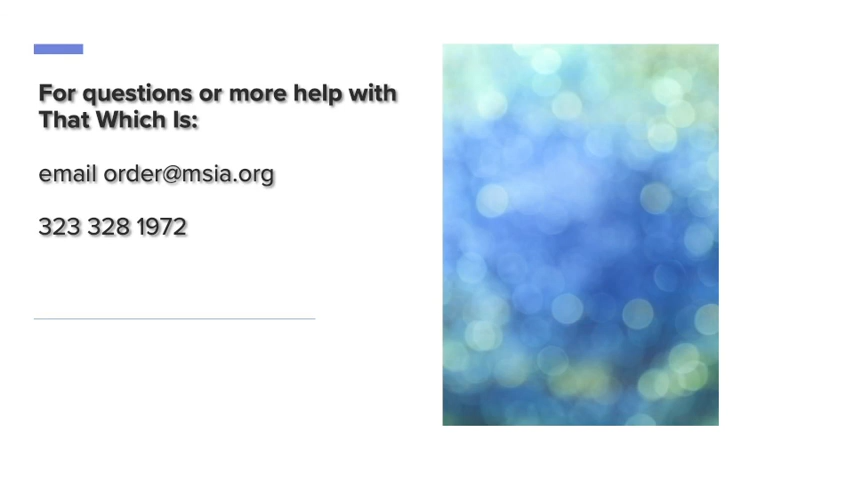 For questions or more help with
That Which Is:
email order@msia.org
323 328 1972